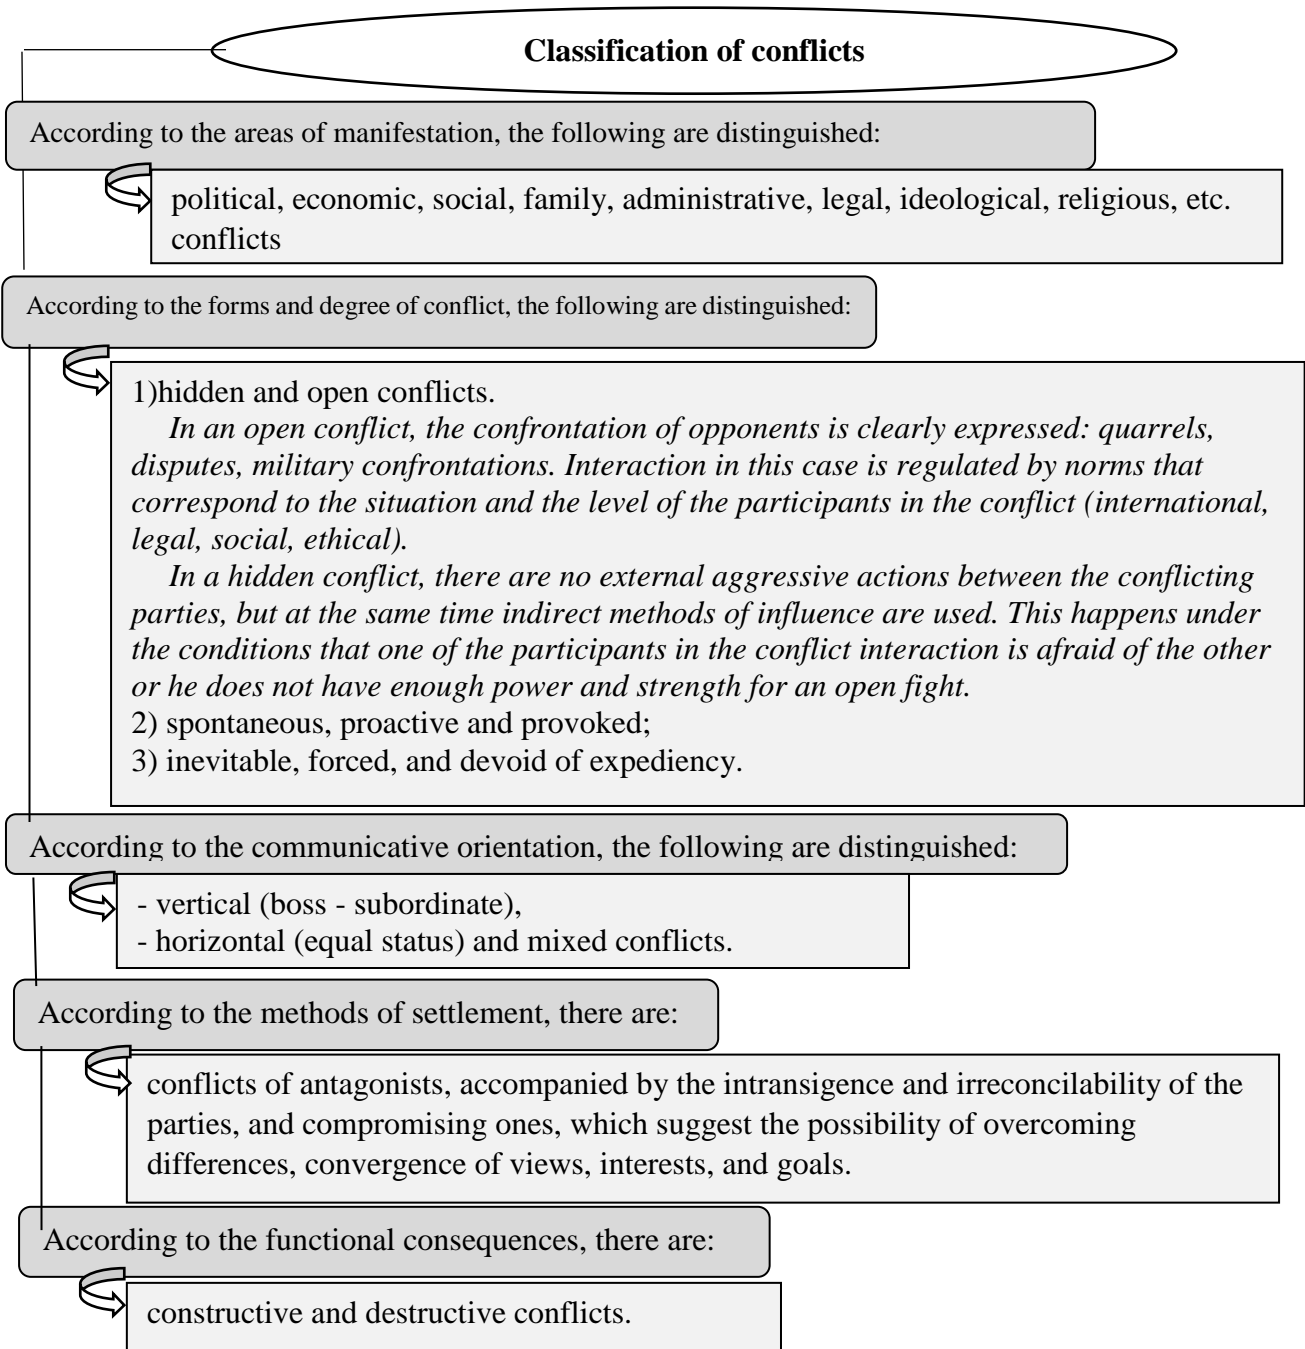 Classification of conflicts
According to the areas of manifestation, the following are distinguished:
political, economic, social, family, administrative, legal, ideological, religious, etc.
conflicts
According to the forms and degree of conflict, the following are distinguished:
1)hidden and open conflicts.
In an open conflict, the confrontation of opponents is clearly expressed: quarrels,
disputes, military confrontations. Interaction in this case is regulated by norms that
correspond to the situation and the level of the participants in the conflict (international,
legal, social, ethical).
In a hidden conflict, there are no external aggressive actions between the conflicting
parties, but at the same time indirect methods of influence are used. This happens under
the conditions that one of the participants in the conflict interaction is afraid of the other
or he does not have enough power and strength for an open fight.
2) spontaneous, proactive and provoked;
3) inevitable, forced, and devoid of expediency.
According to the communicative orientation, the following are distinguished:
- vertical (boss - subordinate),
- horizontal (equal status) and mixed conflicts.
According to the methods of settlement, there are:
conflicts of antagonists, accompanied by the intransigence and irreconcilability of the
parties, and compromising ones, which suggest the possibility of overcoming
differences, convergence of views, interests, and goals.
According to the functional consequences, there are:
constructive and destructive conflicts.